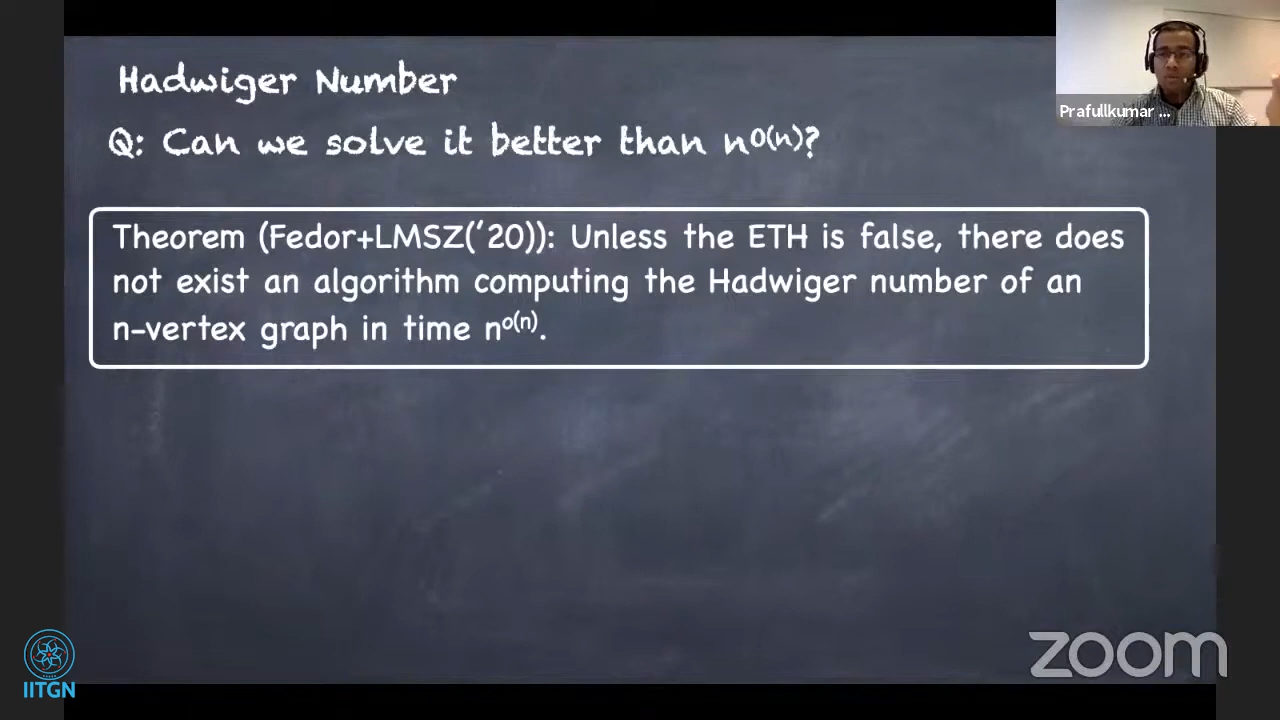 Hadwiger Number
Prafullkumar ...
Q: Can we solve it better than n^O(n)?
Theorem (Fedor+LMSZ(’20)): Unless the ETH is false, there does
not exist an algorithm computing the Hadwiger number of an
n-vertex graph in time n^o(n).
zoom
IITGN